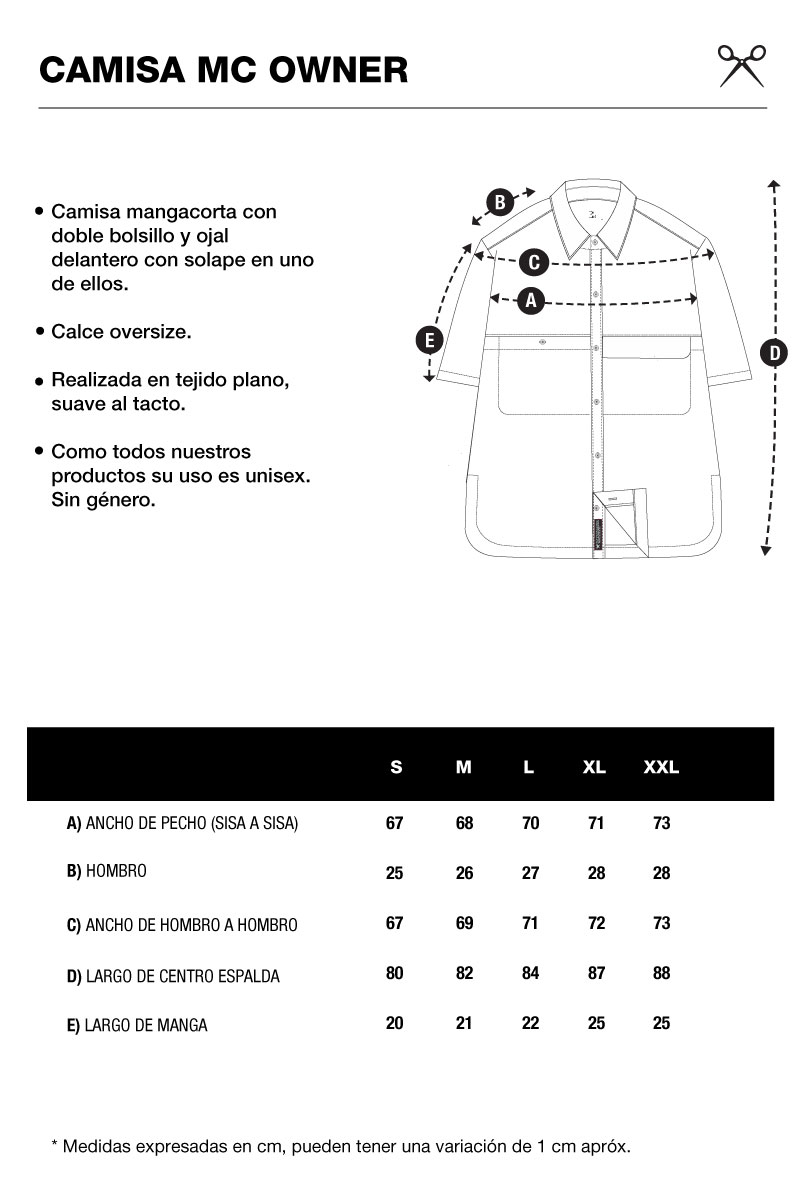 CAMISA MC OWNER
• Camisa mangacorta con
doble bolsillo y ojal
delantero con solape en uno
de ellos.
• Calce oversize.
• Realizada en tejido plano,
suave al tacto.
• Como todos nuestros
productos su uso es unisex.
Sin género.
B
C
A
E
D
S M L XL XXL
A) ANCHO DE PECHO (SISA A SISA) 67 68 70 71 73
B) HOMBRO 25 26 27 28 28
C) ANCHO DE HOMBRO A HOMBRO 67 69 71 72 73
D) LARGO DE CENTRO ESPALDA 80 82 84 87 88
E) LARGO DE MANGA 20 21 22 25 25
* Medidas expresadas en cm, pueden tener una variación de 1 cm apróx.